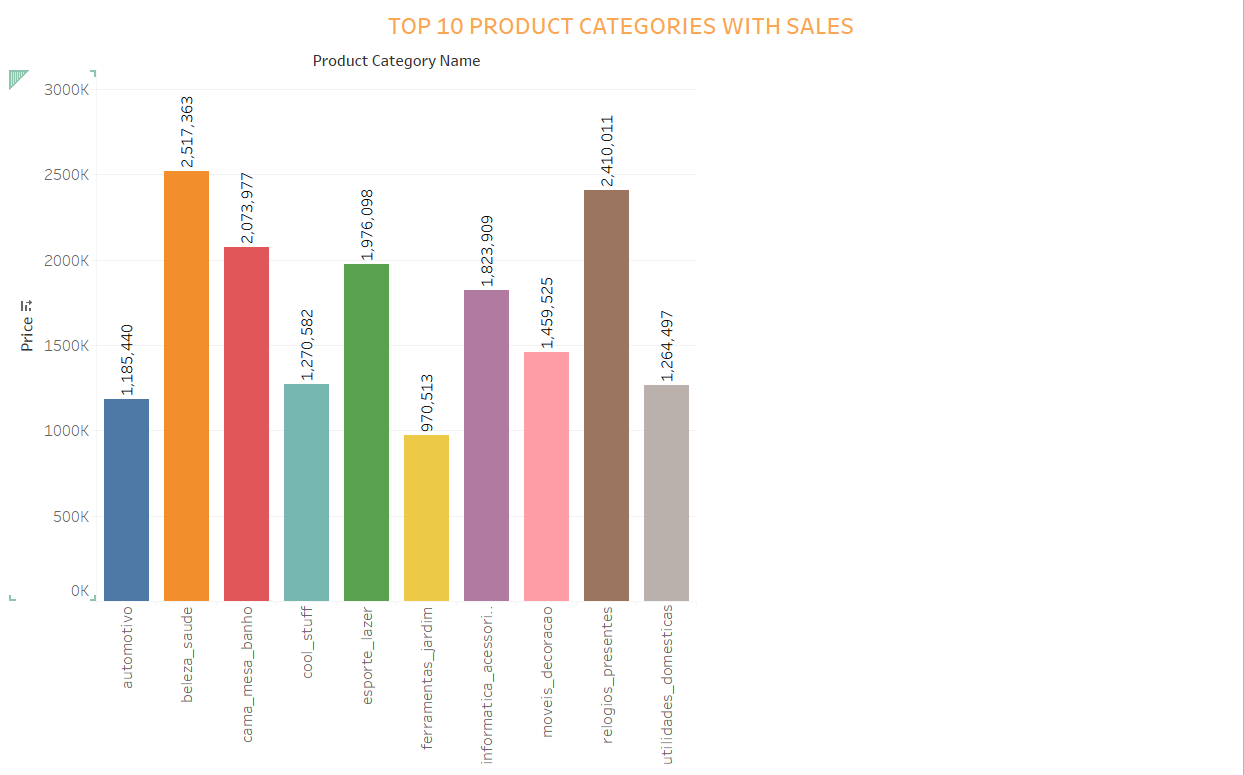 TOP 10 PRODUCT CATEGORIES WITH SALES
Product Category Name
3000K
2500K
2000K
1500K
1000K
500K
0K
Price
1,185,440
2,517,363
2,073,977
1,270,582
1,976,098
970,513
1,823,909
1,459,525
2,410,011
1,264,497
automotivo
beleza_saude
cama_mesa_banho
cool_stuff
esporte_lazer
ferramentas_jardim
informatica_acessori..
moveis_decoracao
relogios_presentes
utilidades_domesticas